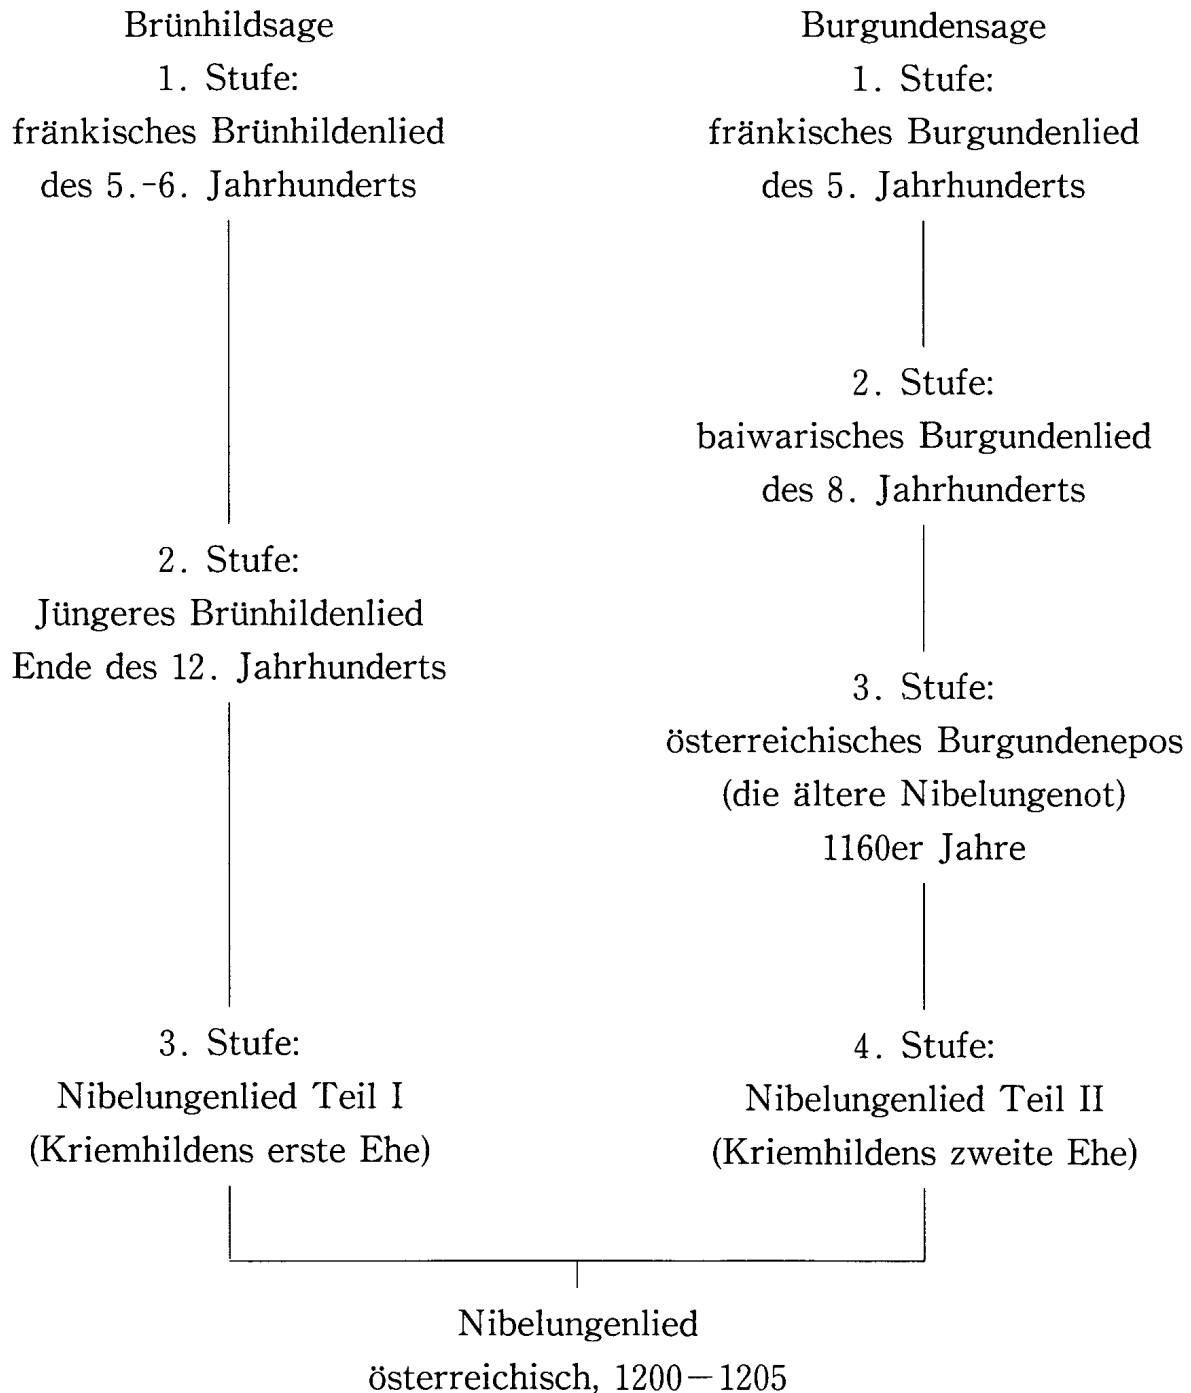 Brünhildsage
1. Stufe:
fränkisches Brünhildenlied
des 5.-6. Jahrhunderts
2. Stufe:
Jüngeres Brünhildenlied
Ende des 12. Jahrhunderts
3. Stufe:
Nibelungenlied Teil I
(Kriemhildens erste Ehe)
Burgundensage
1. Stufe:
fränkisches Burgundenlied
des 5. Jahrhunderts
2. Stufe:
baiwarisches Burgundenlied
des 8. Jahrhunderts
3. Stufe:
österreichisches Burgundenepos
(die ältere Nibelungenot)
1160er Jahre
4. Stufe:
Nibelungenlied Teil II
(Kriemhildens zweite Ehe)
Nibelungenlied
österreichisch, 1200－1205